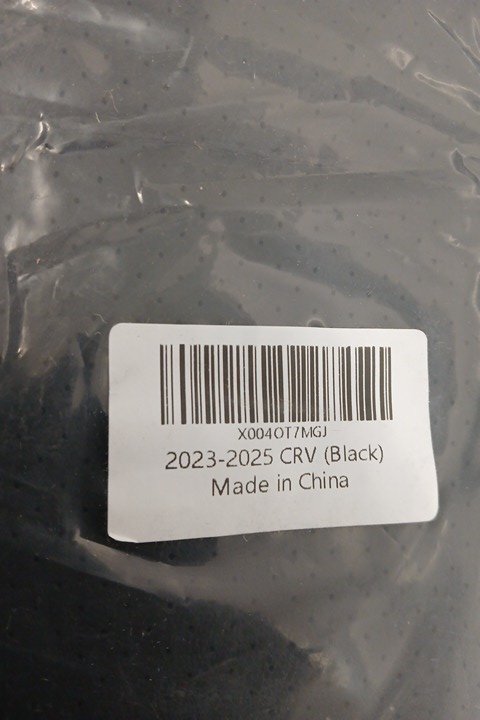 X004OT7MGJ
2023-2025 CRV (Black)
Made in China